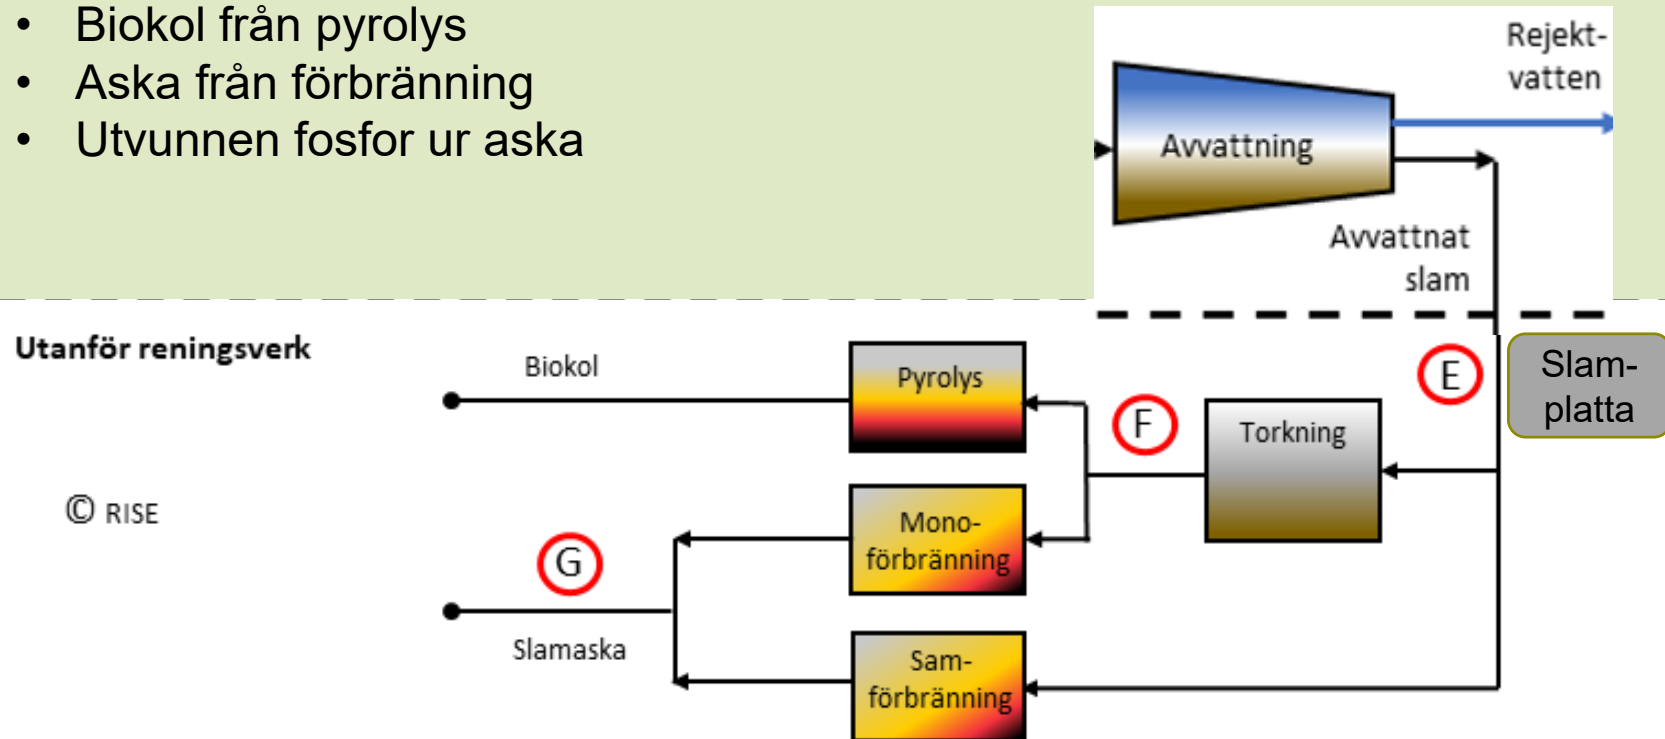 • Biokol från pyrolys
• Aska från förbränning
• Utvunnen fosfor ur aska
Rejekt-
vatten
Avvattning
Avvattnat
slam
Utanför reningsverk
Biokol
Pyrolys
E
Slam-
platta
F
Torkning
© RISE
Mono-
förbränning
G
Slamaska
Sam-
förbränning